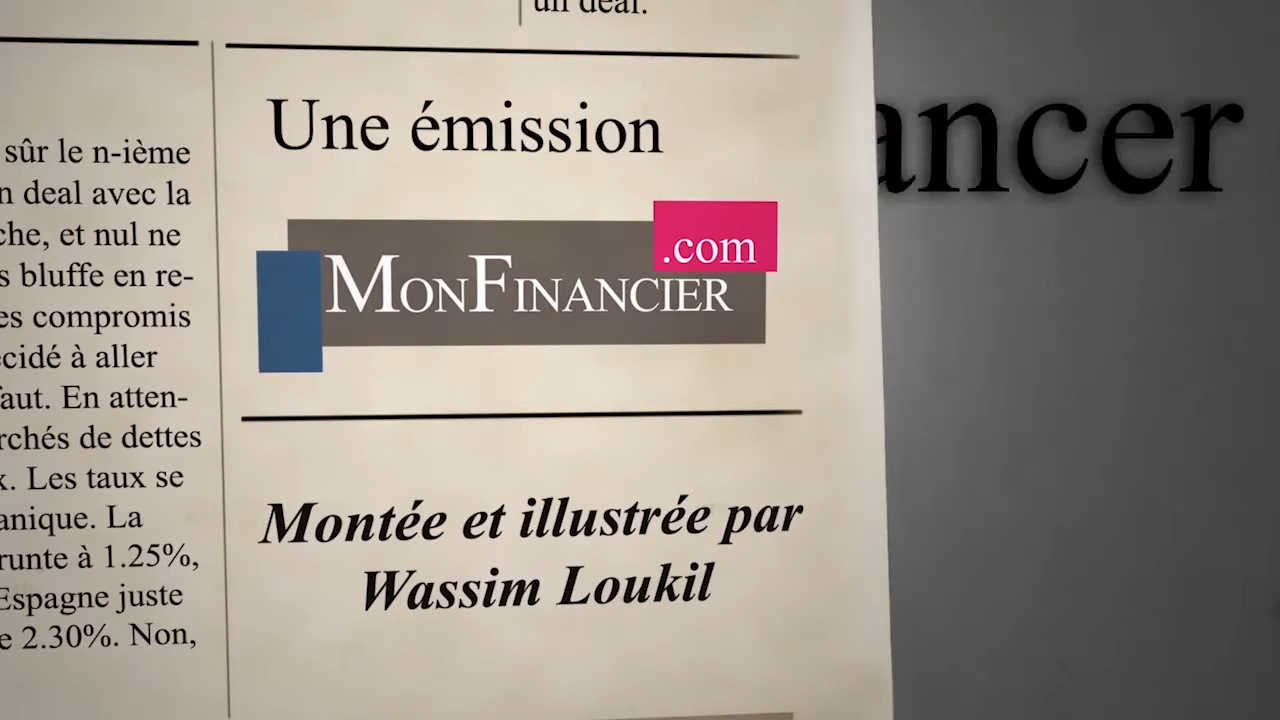 un deal.
sûr le n-ième
n deal avec la
che, et nul ne
s bluffe en re-
es compromis
cidé à aller
faut. En atten-
rchés de dettes
x. Les taux se
anique. La
runte à 1.25%,
Espagne juste
e 2.30%. Non,
Une émission
MonFinancier
.com
Montée et illustrée par
Wassim Loukil
ancer